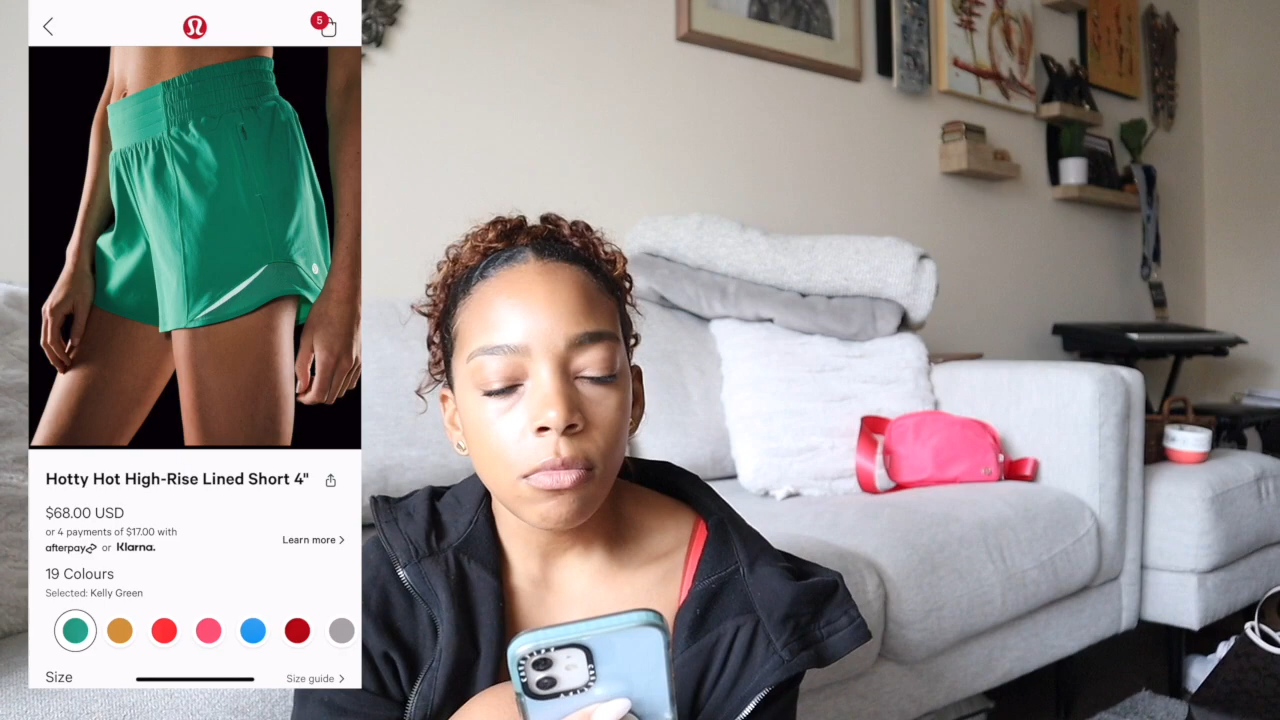 5
Hotty Hot High-Rise Lined Short 4"
$68.00 USD
or 4 payments of $17.00 with
afterpay or Klarna.
Learn more >
19 Colours
Selected: Kelly Green
Size
Size guide >
CASETiFY